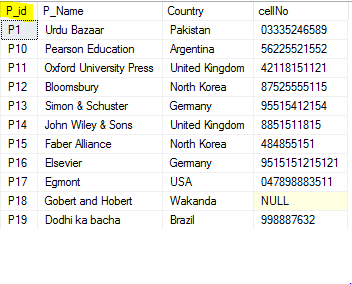 P_id P_Name Country cellNo
P1 Urdu Bazaar Pakistan 03335246589
P10 Pearson Education Argentina 56225521552
P11 Oxford University Press United Kingdom 42118151121
P12 Bloomsbury North Korea 87525555115
P13 Simon & Schuster Germany 95515412154
P14 John Wiley & Sons United Kingdom 8851511815
P15 Faber Alliance North Korea 484855151
P16 Elsevier Germany 9515151215121
P17 Egmont USA 047898883511
P18 Gobert and Hobert Wakanda NULL
P19 Dodhi ka bacha Brazil 998887632
.